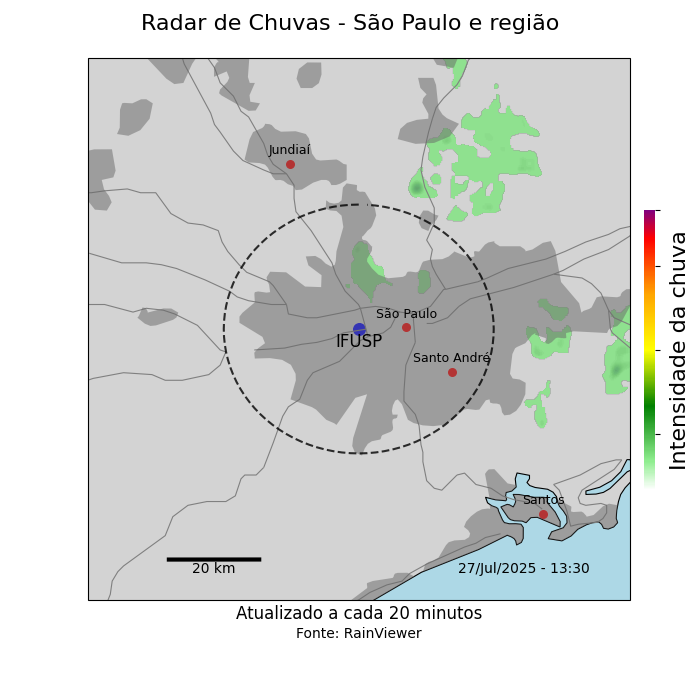 Radar de Chuvas - São Paulo e região
Jundiaí
São Paulo
IFUSP
Santo André
Santos
20 km
27/Jul/2025 - 13:30
Intensidade da chuva
Atualizado a cada 20 minutos
Fonte: RainViewer